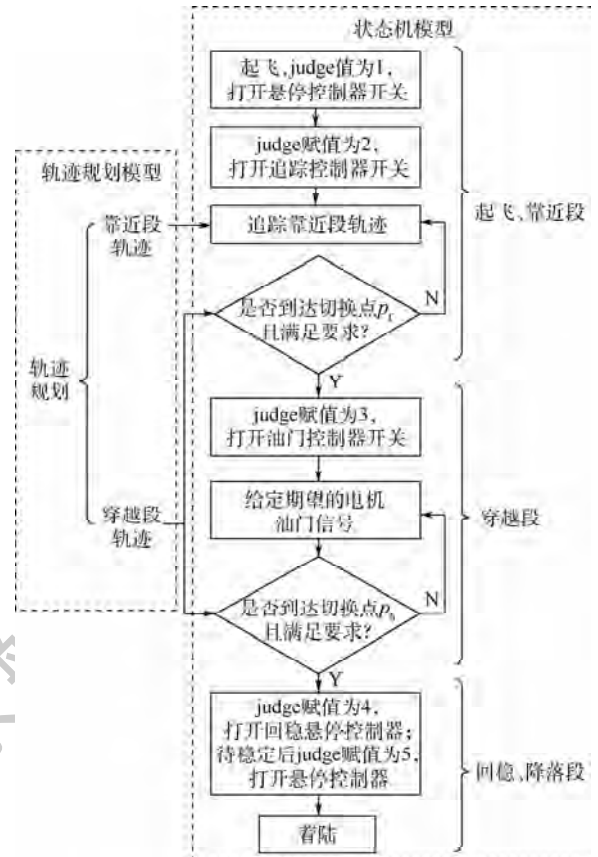 状态机模型
起飞,judge值为1,
打开悬停控制器开关
judge赋值为2,
打开追踪控制器开关
轨迹规划模型
靠近段
轨迹
追踪靠近段轨迹
起飞、靠近段
是否到达切换点
且满足要求?
N
Y
轨迹
规划
judge赋值为3,
打开油门控制器开关
给定期望的电机
油门信号
穿越段
轨迹
穿越段
是否到达切换点
且满足要求?
N
Y
judge赋值为4,
打开回稳悬停控制器;
待稳定后judge赋值为5,
打开悬停控制器
回稳、降落段
着陆